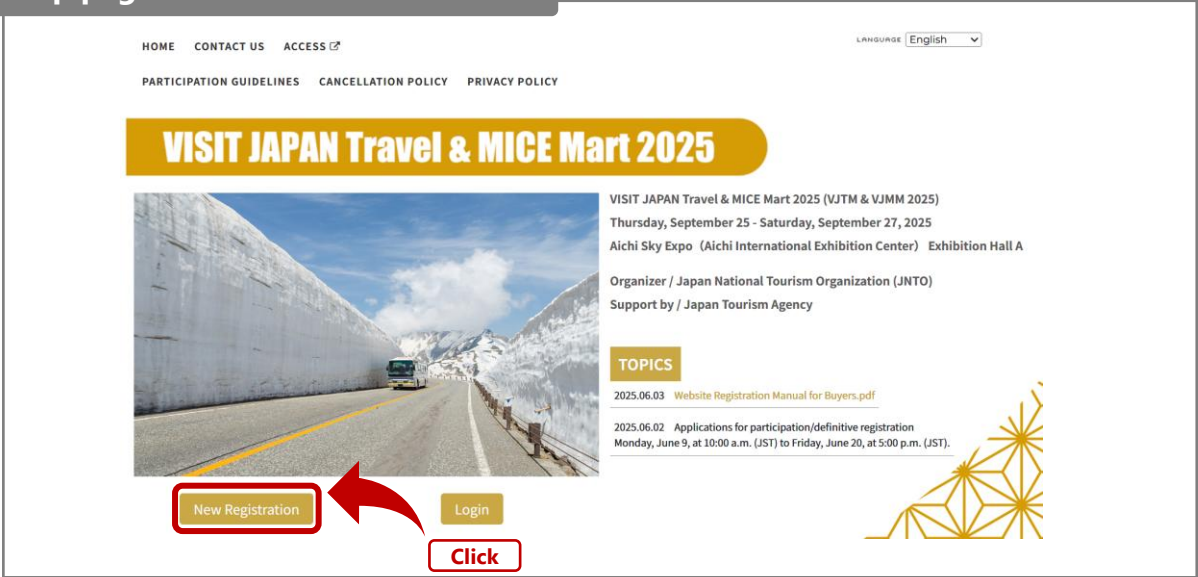 HOME CONTACT US ACCESS
LANGUAGE English
PARTICIPATION GUIDELINES CANCELLATION POLICY PRIVACY POLICY
VISIT JAPAN Travel & MICE Mart 2025
VISIT JAPAN Travel & MICE Mart 2025 (VJTM & VJMM 2025)
Thursday, September 25 - Saturday, September 27, 2025
Aichi Sky Expo（Aichi International Exhibition Center） Exhibition Hall A
Organizer / Japan National Tourism Organization (JNTO)
Support by / Japan Tourism Agency
TOPICS
2025.06.03 Website Registration Manual for Buyers.pdf
2025.06.02 Applications for participation/definitive registration
Monday, June 9, at 10:00 a.m. (JST) to Friday, June 20, at 5:00 p.m. (JST).
New Registration
Login
Click